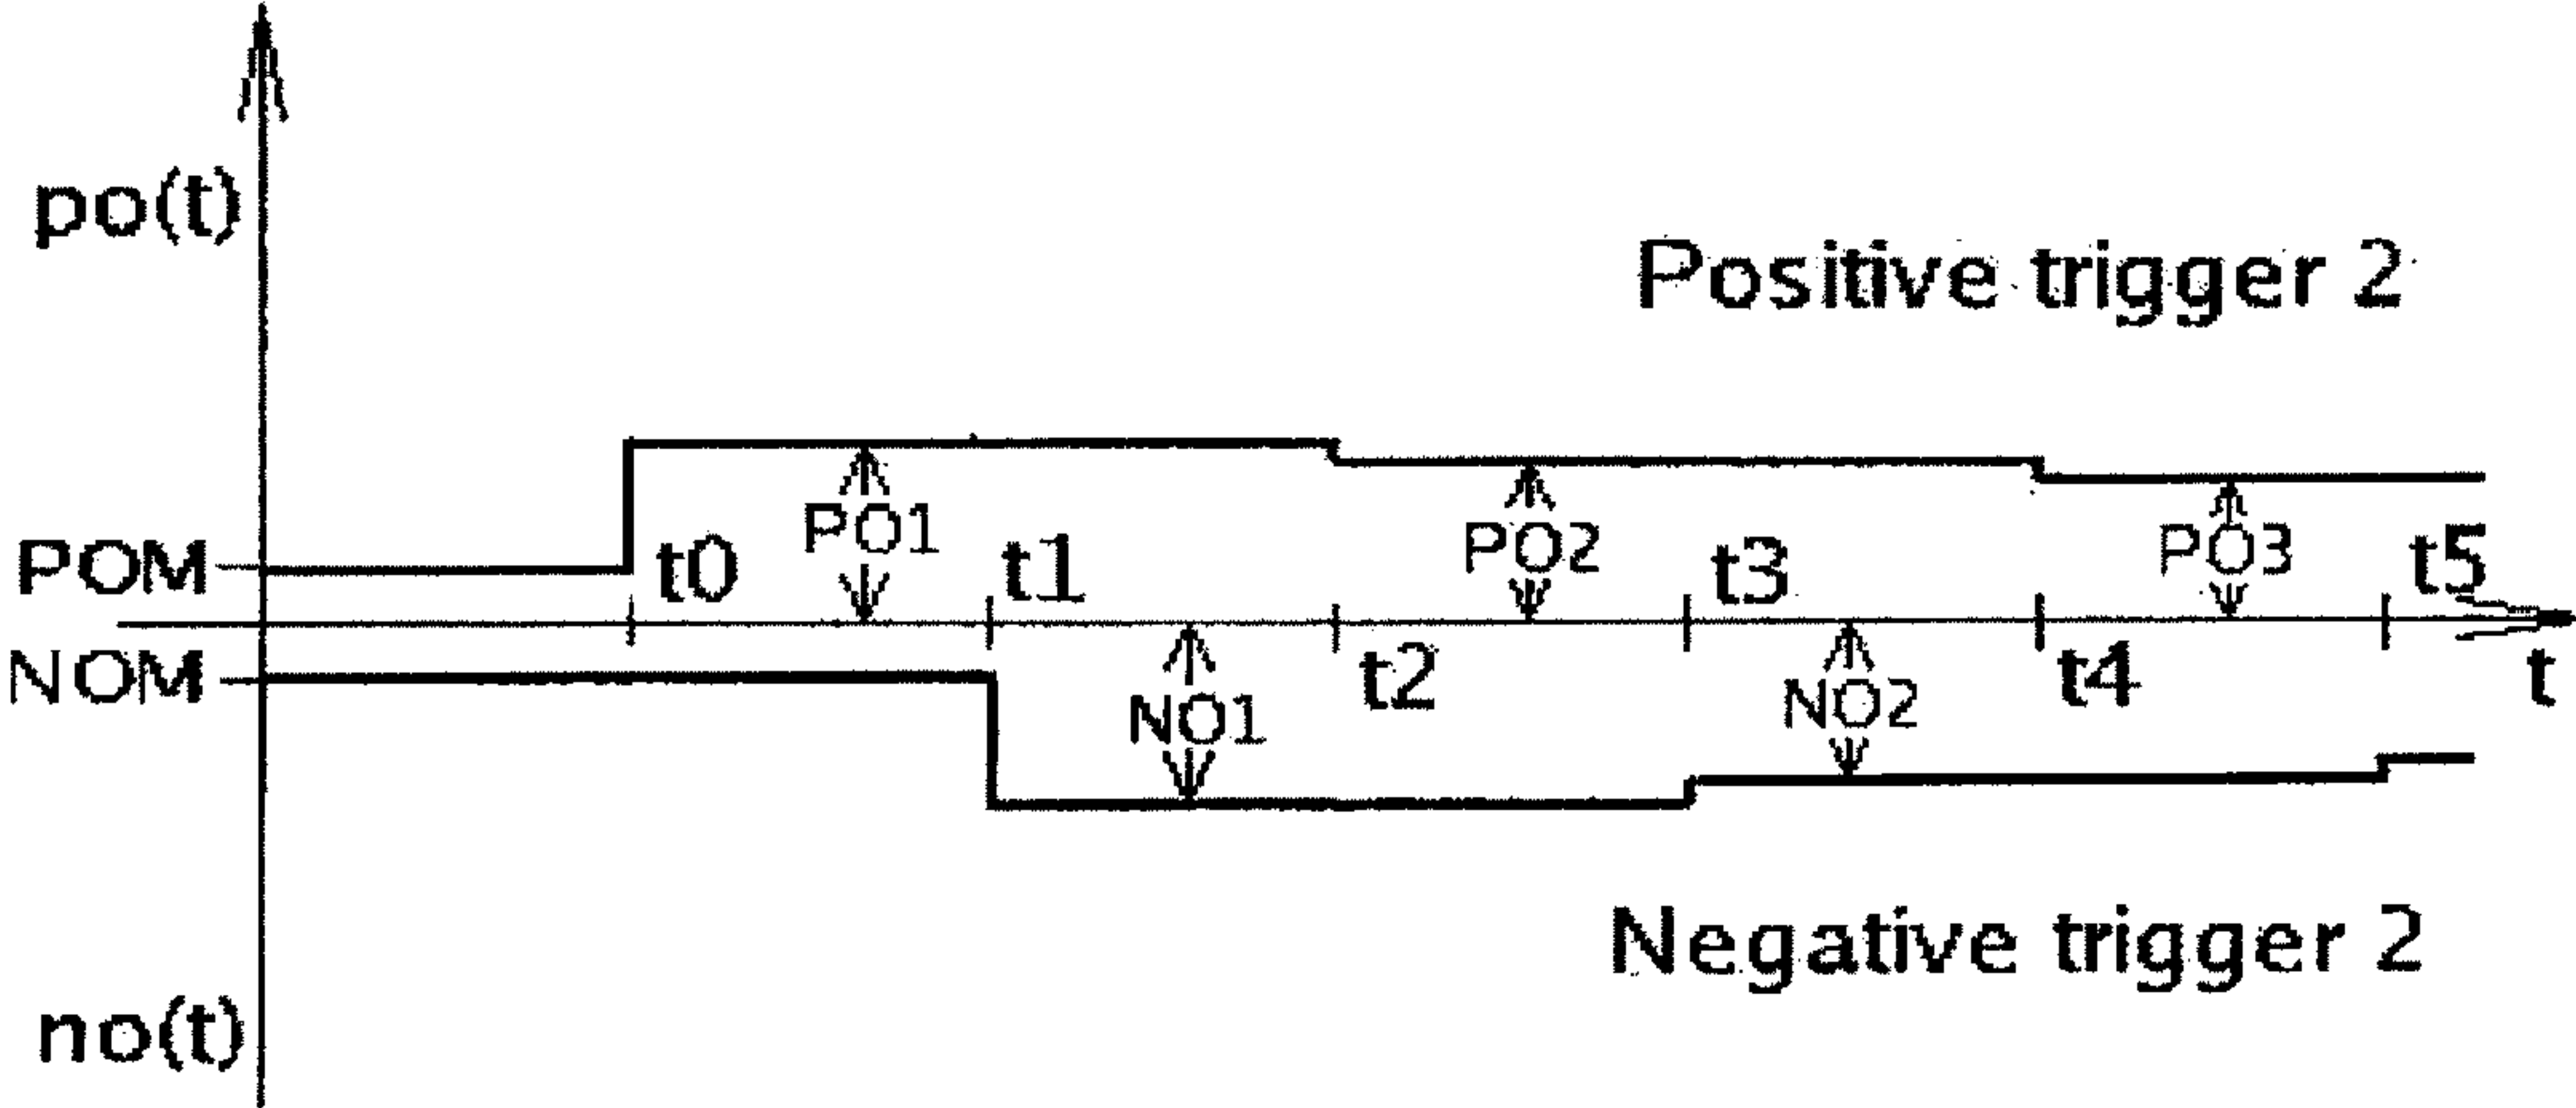 po(t)
Positive trigger 2
POM
t0
PO1
t1
PO2
t3
PO3
t5
NOM
NO1
t2
NO2
t4
t
Negative trigger 2
no(t)